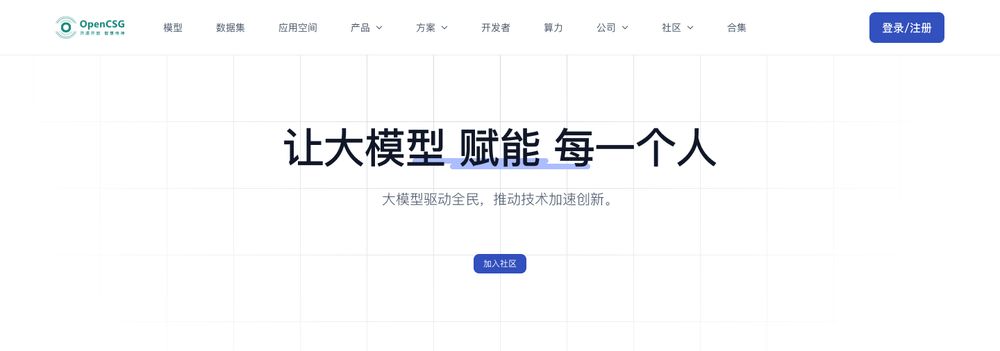 OpenCSG
开源开放 智慧传神
模型 数据集 应用空间 产品 方案 开发者 算力 公司 社区 合集 登录/注册
让大模型 赋能 每一个人
大模型驱动全民，推动技术加速创新。
加入社区